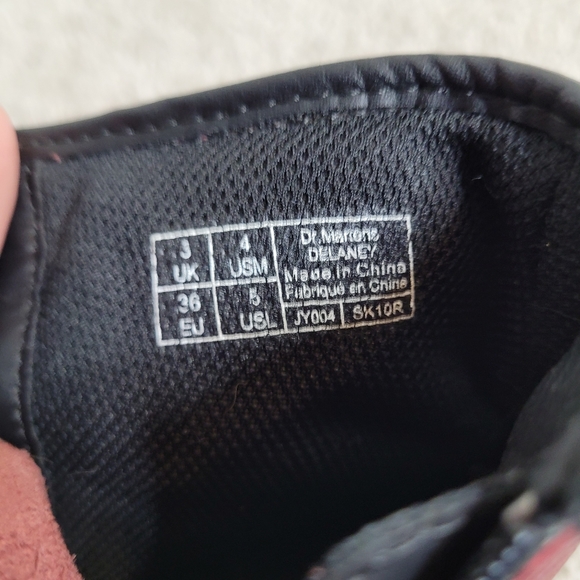 3 UK
4 USM
36 EU
5 USL
Dr.Martens
DELANEY
Made in China
Fabriqué en Chine
JY004
SK10R